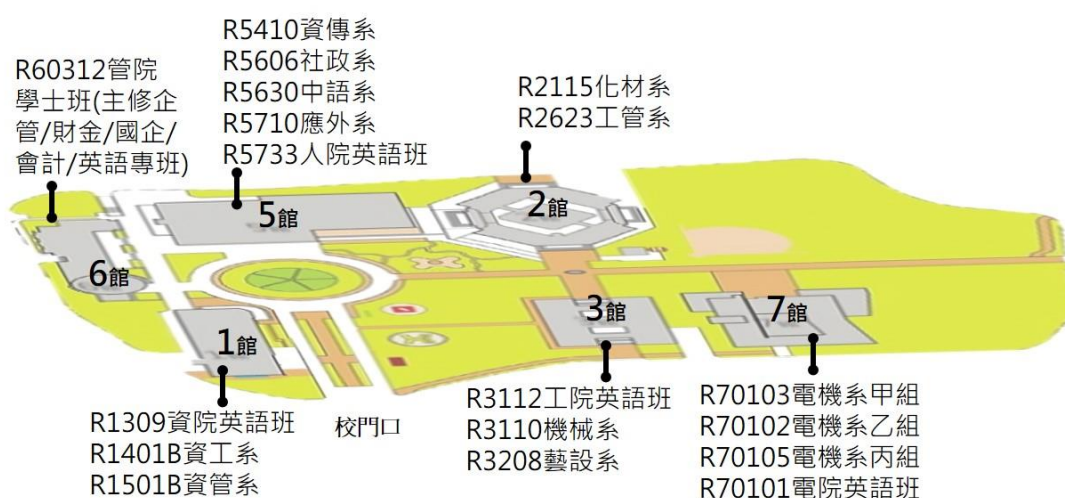 R5410資傳系
R5606社政系
R5630中語系
R5710應外系
R5733人院英語班
R60312管院
學士班(主修企
管/財金/國企/
會計/英語專班)
R2115化材系
R2623工管系
5館
2館
6館
3館
7館
1館
R1309資院英語班
R1401B資工系
R1501B資管系
校門口
R3112工院英語班
R3110機械系
R3208藝設系
R70103電機系甲組
R70102電機系乙組
R70105電機系丙組
R70101電院英語班